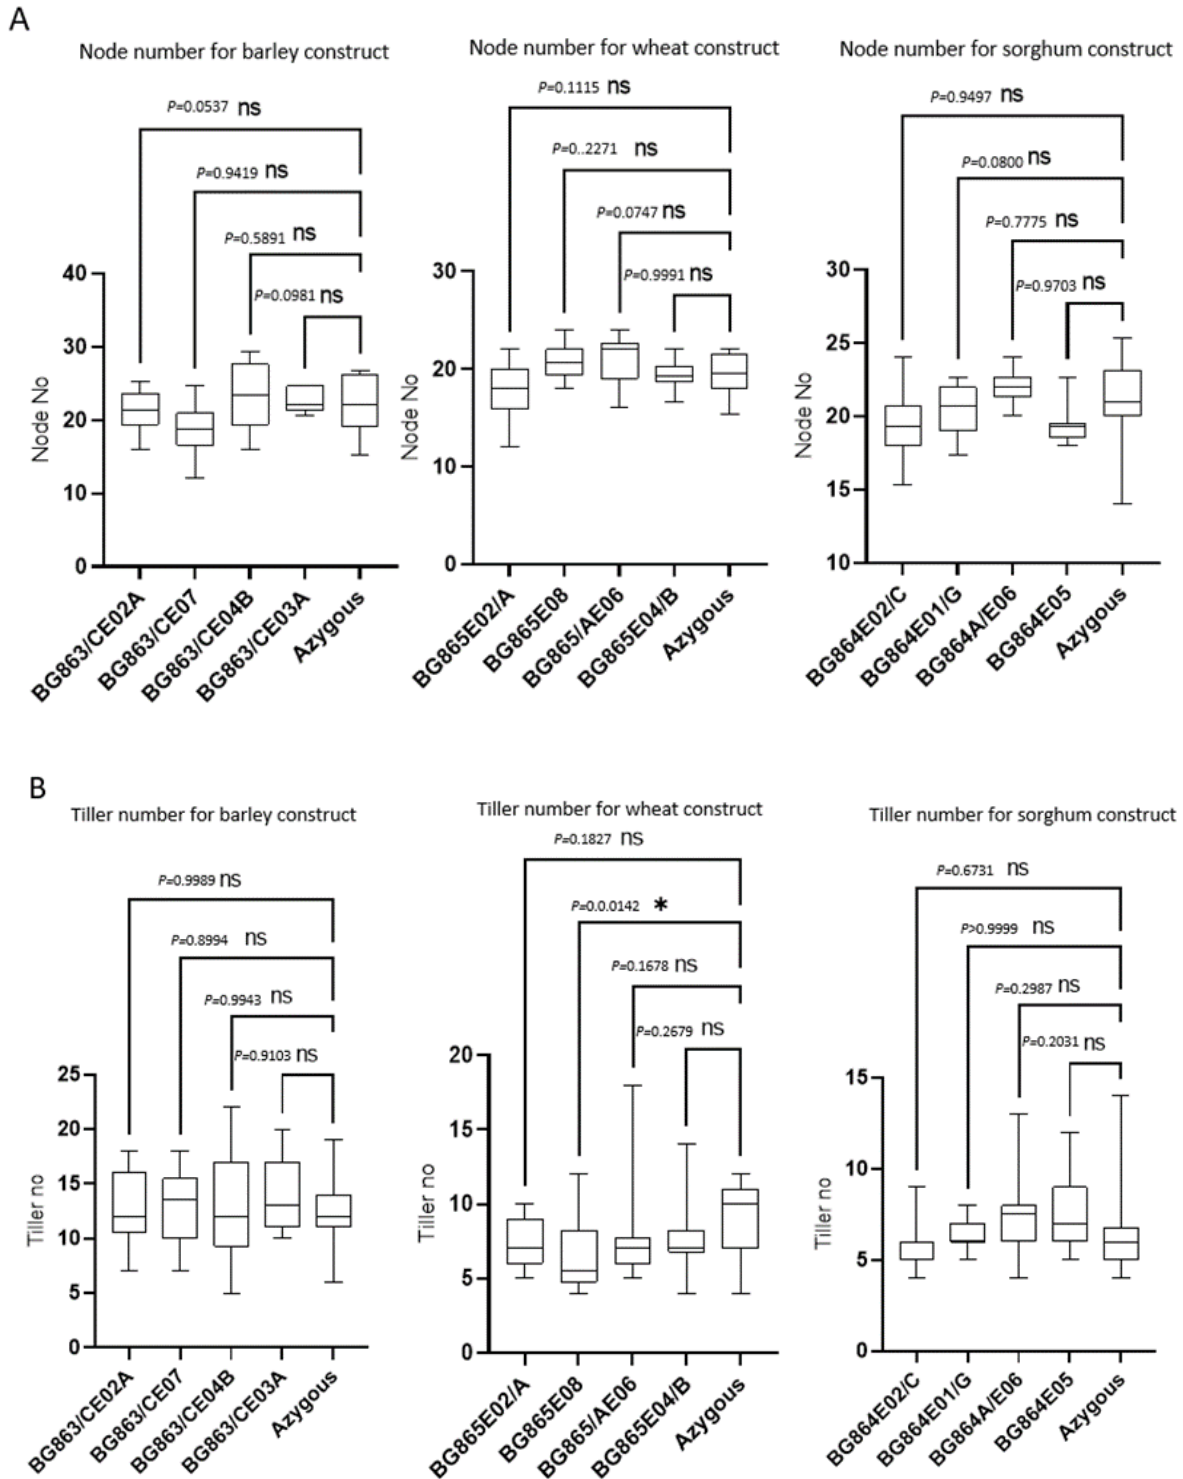 A
Node number for barley construct
P=0.0537 ns
P=0.9419 ns
P=0.5891 ns
P=0.0981 ns
40
30
20
10
0
Node No
BG863/CE02A
BG863/CE07
BG863/CE04B
BG863/CE03A
Azygous
Node number for wheat construct
P=0.1115 ns
P=0..2271 ns
P=0.0747 ns
P=0.9991 ns
30
20
10
0
Node No
BG865E02/A
BG865E08
BG865/AE06
BG865E04/B
Azygous
Node number for sorghum construct
P=0.9497 ns
P=0.0800 ns
P=0.7775 ns
P=0.9703 ns
30
25
20
15
10
Node No
BG864E02/C
BG864E01/G
BG864A/E06
BG864E05
Azygous
B
Tiller number for barley construct
P=0.9989 ns
P=0.8994 ns
P=0.9943 ns
P=0.9103 ns
25
20
15
10
5
0
Tiller no
BG863/CE02A
BG863/CE07
BG863/CE04B
BG863/CE03A
Azygous
Tiller number for wheat construct
P=0.1827 ns
P=0.0.0142 *
P=0.1678 ns
P=0.2679 ns
20
15
10
5
0
Tiller no
BG865E02/A
BG865E08
BG865/AE06
BG865E04/B
Azygous
Tiller number for sorghum construct
P=0.6731 ns
P>0.9999 ns
P=0.2987 ns
P=0.2031 ns
15
10
5
0
Tiller no
BG864E02/C
BG864E01/G
BG864A/E06
BG864E05
Azygous